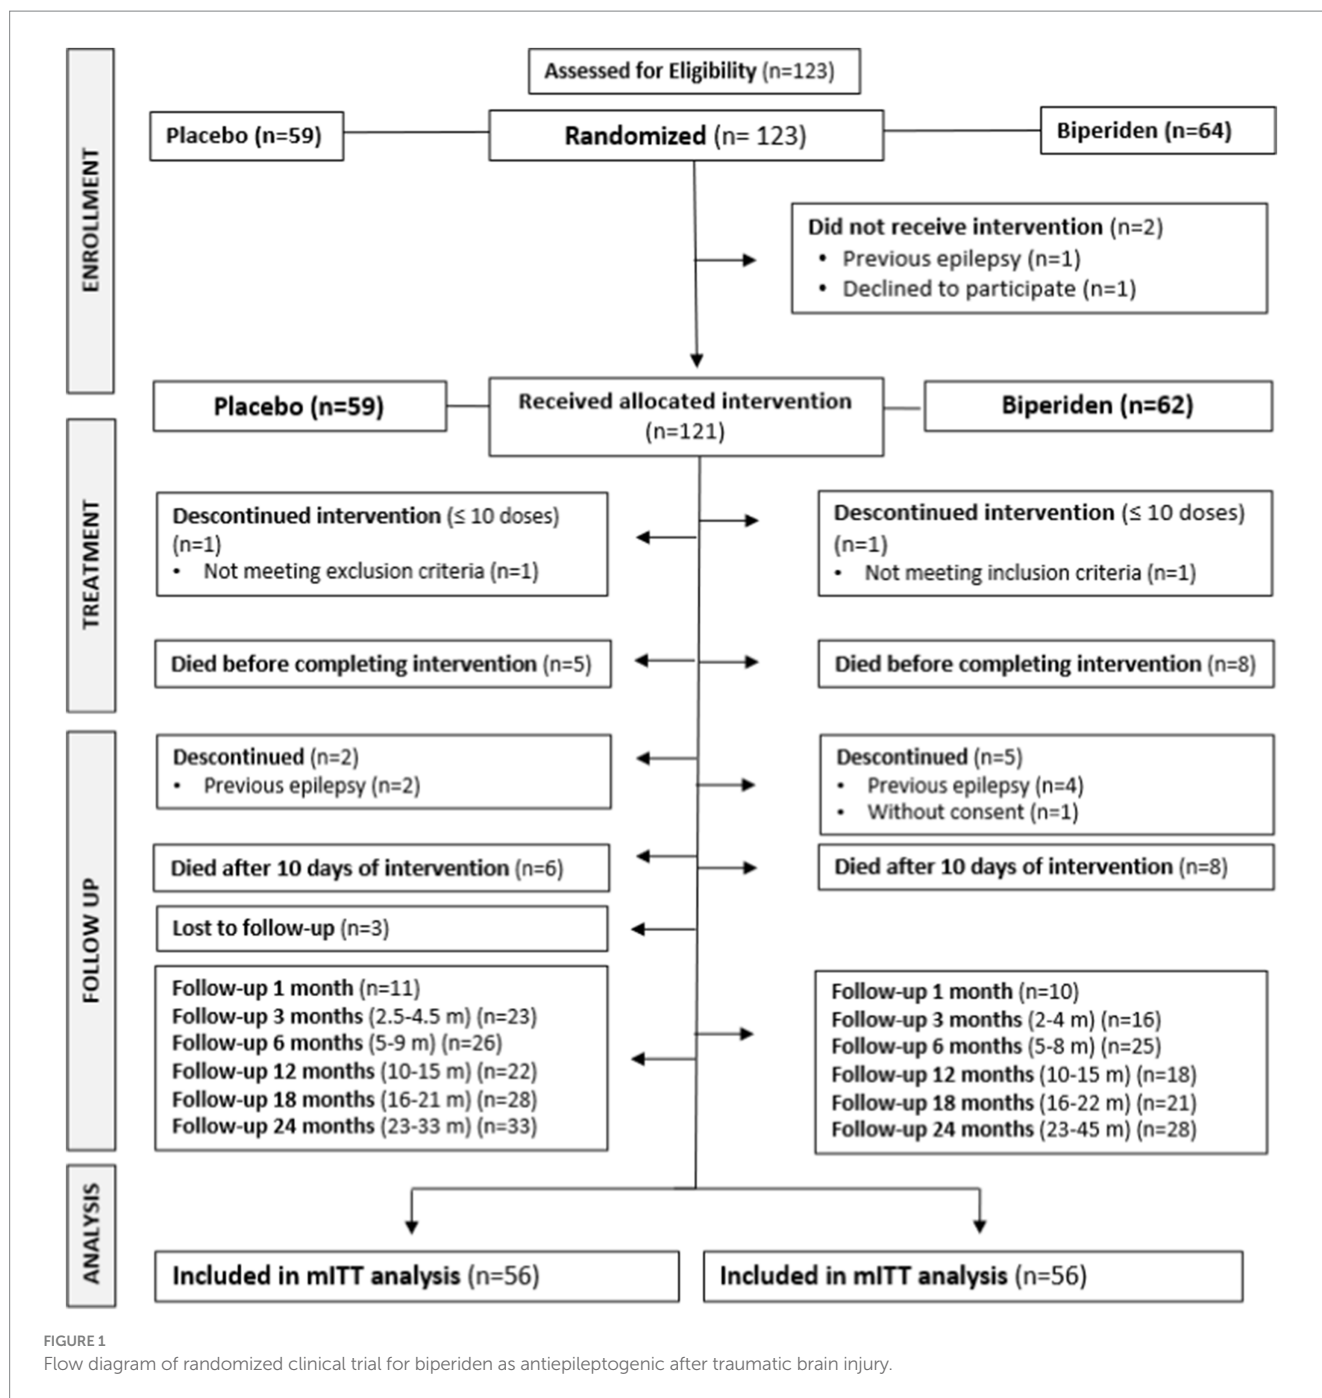 ENROLLMENT
Assessed for Eligibility (n=123)
Placebo (n=59)
Randomized (n= 123)
Biperiden (n=64)
Did not receive intervention (n=2)
• Previous epilepsy (n=1)
• Declined to participate (n=1)
Placebo (n=59)
Received allocated intervention
(n=121)
Biperiden (n=62)
TREATMENT
Descontinued intervention (≤ 10 doses)
(n=1)
• Not meeting exclusion criteria (n=1)
Descontinued intervention (≤ 10 doses)
(n=1)
• Not meeting inclusion criteria (n=1)
Died before completing intervention (n=5)
Died before completing intervention (n=8)
FOLLOW UP
Descontinued (n=2)
• Previous epilepsy (n=2)
Descontinued (n=5)
• Previous epilepsy (n=4)
• Without consent (n=1)
Died after 10 days of intervention (n=6)
Died after 10 days of intervention (n=8)
Lost to follow-up (n=3)
Follow-up 1 month (n=11)
Follow-up 3 months (2.5-4.5 m) (n=23)
Follow-up 6 months (5-9 m) (n=26)
Follow-up 12 months (10-15 m) (n=22)
Follow-up 18 months (16-21 m) (n=28)
Follow-up 24 months (23-33 m) (n=33)
Follow-up 1 month (n=10)
Follow-up 3 months (2-4 m) (n=16)
Follow-up 6 months (5-8 m) (n=25)
Follow-up 12 months (10-15 m) (n=18)
Follow-up 18 months (16-22 m) (n=21)
Follow-up 24 months (23-45 m) (n=28)
ANALYSIS
Included in mITT analysis (n=56)
Included in mITT analysis (n=56)
FIGURE 1
Flow diagram of randomized clinical trial for biperiden as antiepileptogenic after traumatic brain injury.